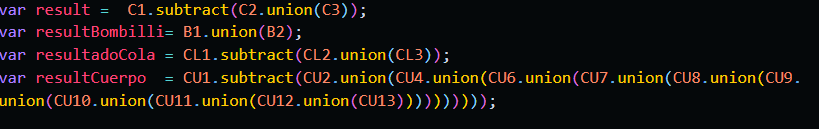 var result =  C1.subtract(C2.union(C3));
var resultBombilli= B1.union(B2);
var resultadoCola = CL1.subtract(CL2.union(CL3));
var resultCuerpo  = CU1.subtract(CU2.union(CU4.union(CU6.union(CU7.union(CU8.union(CU9.
union(CU10.union(CU11.union(CU12.union(CU13))))))))));